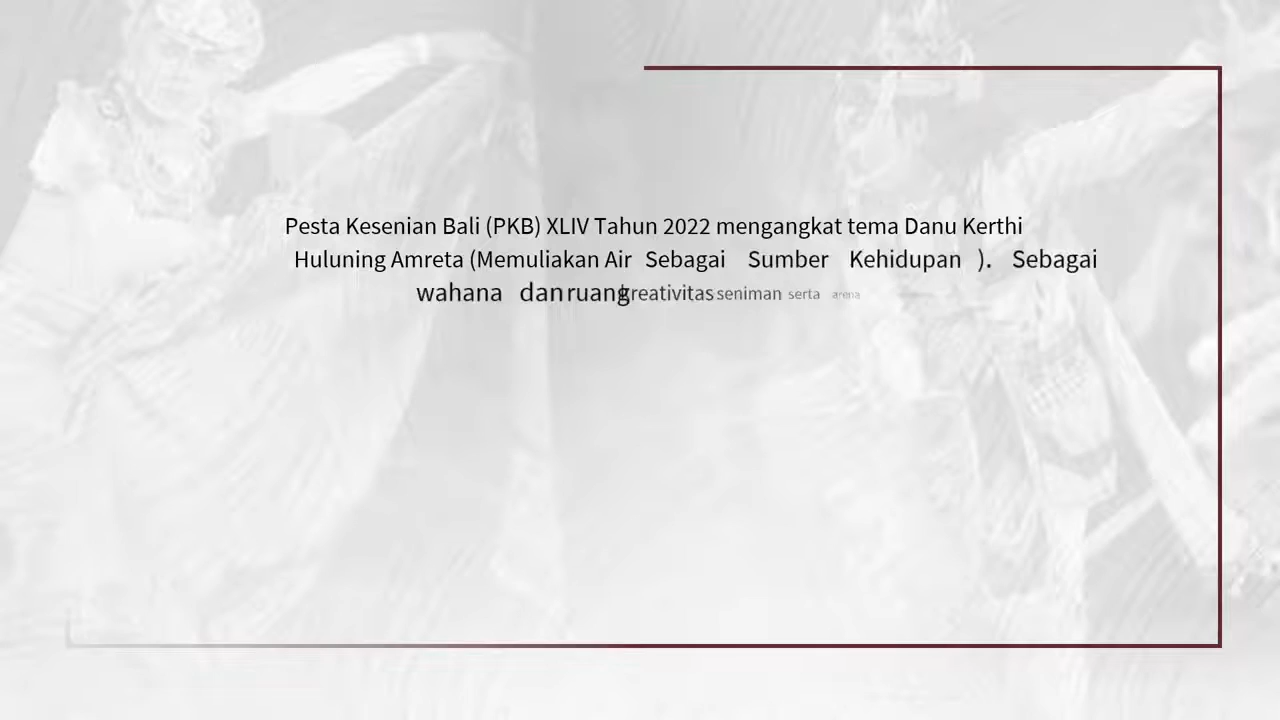 Pesta Kesenian Bali (PKB) XLIV Tahun 2022 mengangkat tema Danu Kerthi
Huluning Amreta (Memuliakan Air Sebagai Sumber Kehidupan ). Sebagai
wahana dan ruang kreativitas seniman serta arena